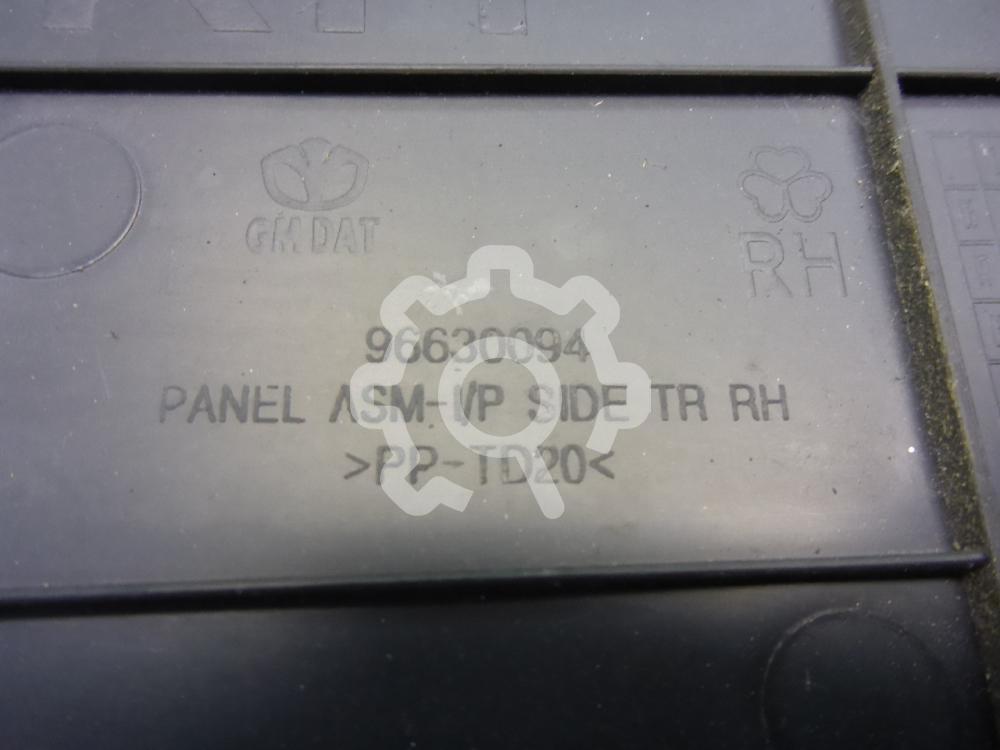 GM DAT
RH
96630094
PANEL ASM-I/P SIDE TR RH
>PP-TD20<